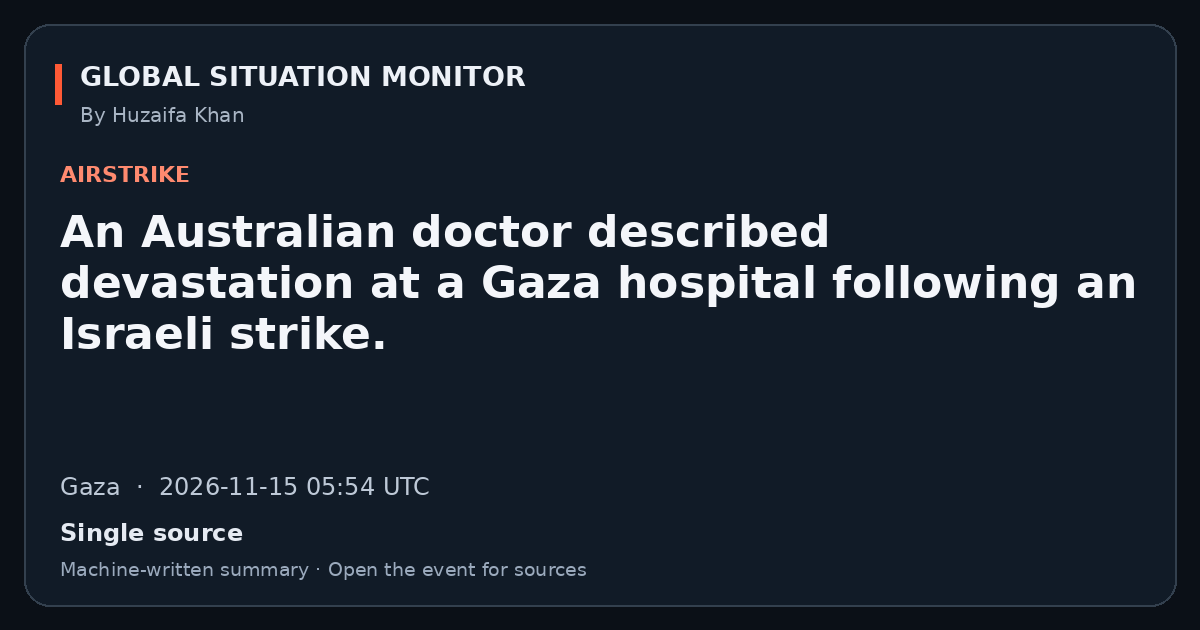 GLOBAL SITUATION MONITOR
By Huzaifa Khan
AIRSTRIKE
An Australian doctor described
devastation at a Gaza hospital following an
Israeli strike.
Gaza · 2026-11-15 05:54 UTC
Single source
Machine-written summary · Open the event for sources